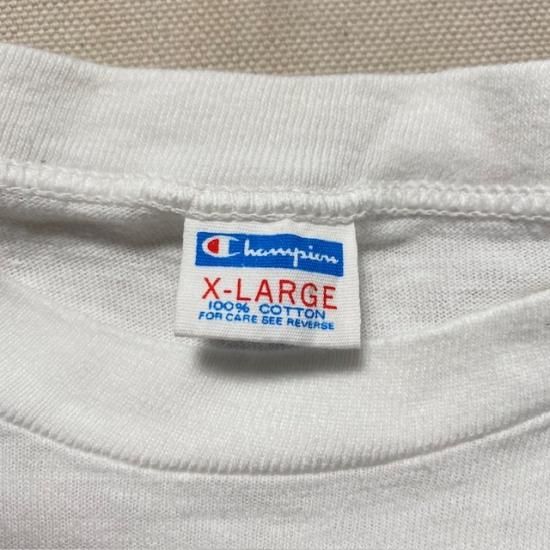 Champion
X-LARGE
100% COTTON
FOR CARE SEE REVERSE